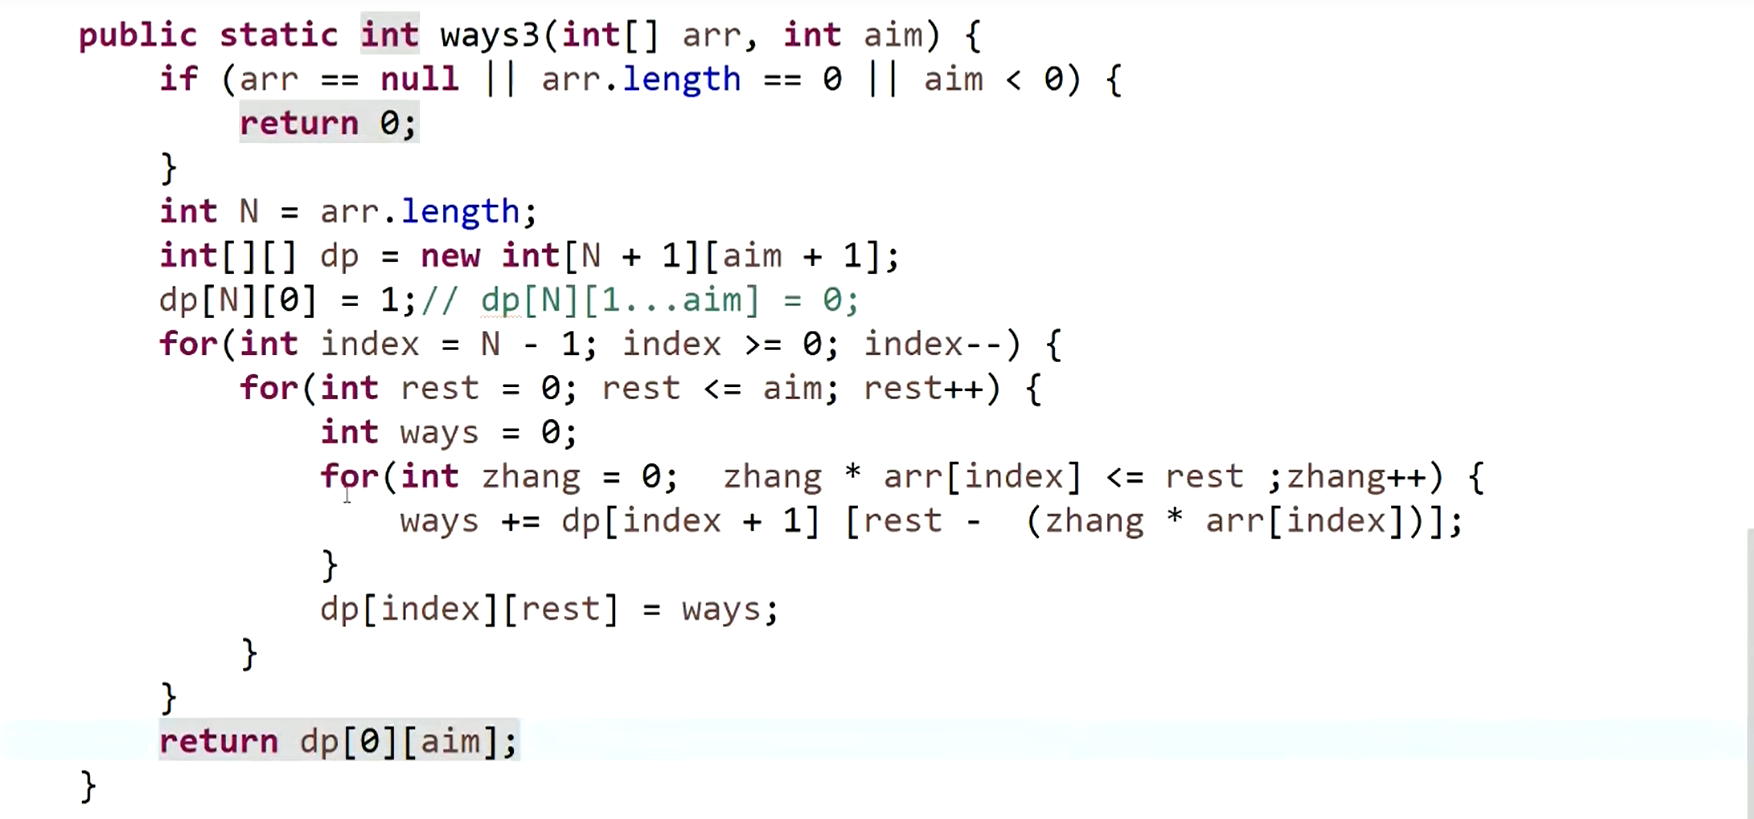 public static int ways3(int[] arr, int aim) {
if (arr == null || arr.length == 0 || aim < 0) {
return 0;
}
int N = arr.length;
int[][] dp = new int[N + 1][aim + 1];
dp[N][0] = 1;// dp[N][1...aim] = 0;
for(int index = N - 1; index >= 0; index--) {
for(int rest = 0; rest <= aim; rest++) {
int ways = 0;
for(int zhang = 0;  zhang * arr[index] <= rest ;zhang++) {
ways += dp[index + 1] [rest -  (zhang * arr[index])];
}
dp[index][rest] = ways;
}
}
return dp[0][aim];
}